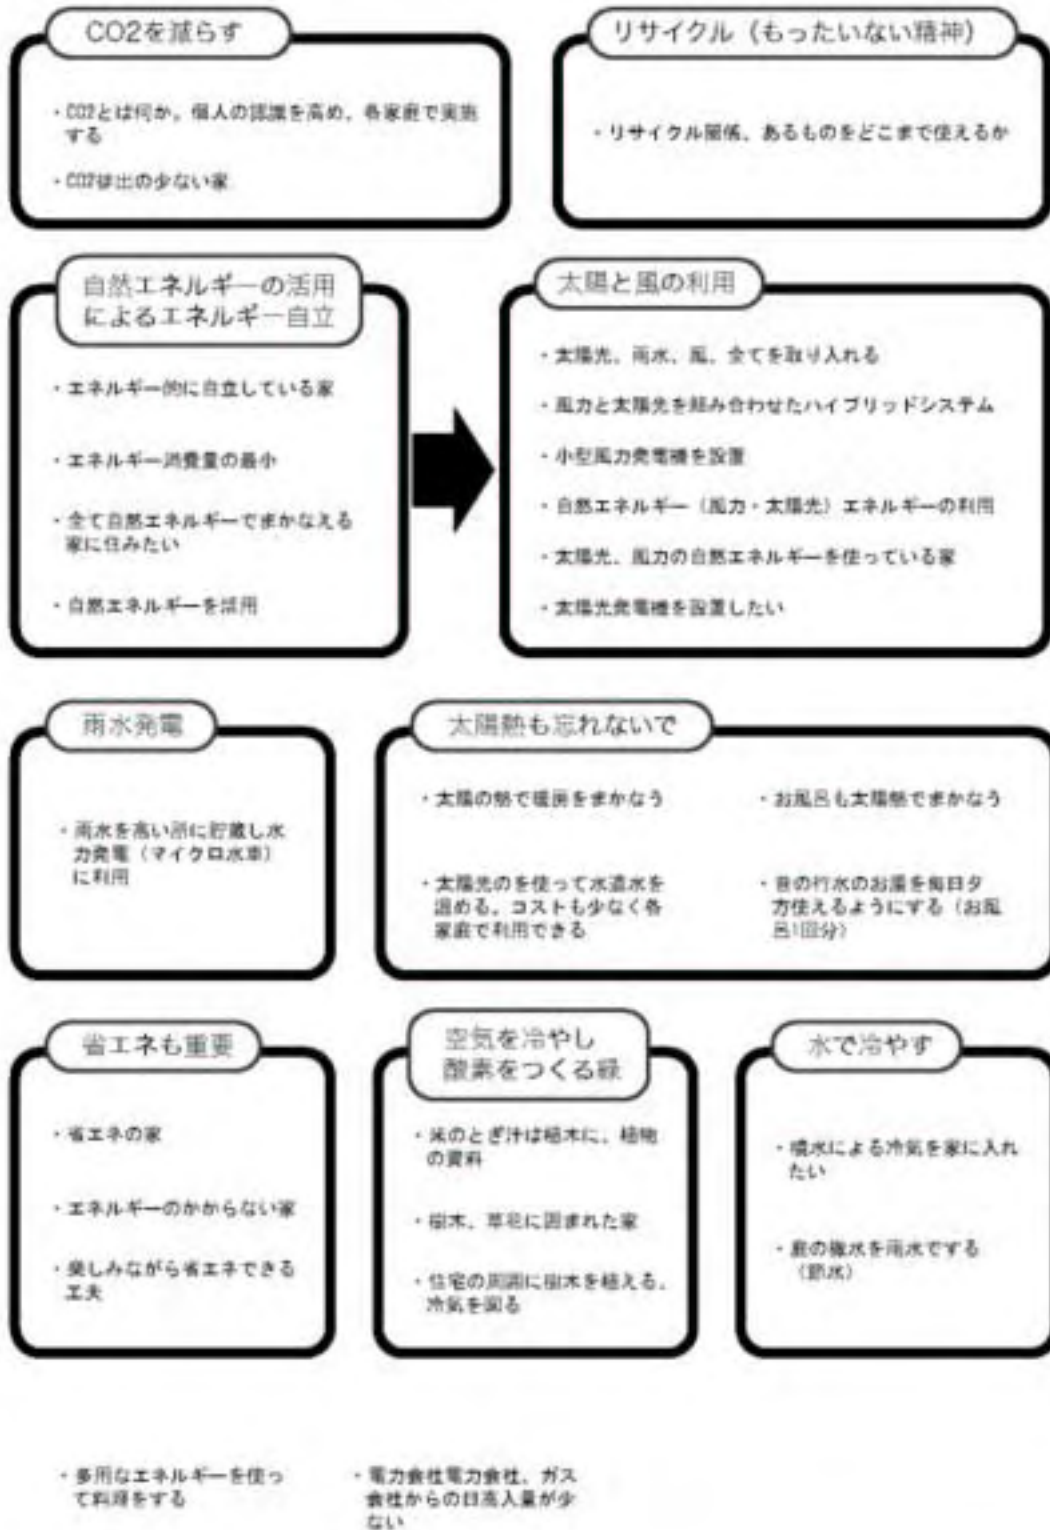 CO2を減らす
・CO2とは何か。個人の認識を高め、各家庭で実施
する
・CO2排出の少ない家
リサイクル（もったいない精神）
・リサイクル関係、あるものをどこまで使えるか
自然エネルギーの活用
によるエネルギー自立
・エネルギー的に自立している家
・エネルギー消費量の最小
・全て自然エネルギーでまかなえる
家に住みたい
・自然エネルギーを活用
太陽と風の利用
・太陽光、雨水、風、全てを取り入れる
・風力と太陽光を組み合わせたハイブリッドシステム
・小型風力発電機を設置
・自然エネルギー（風力・太陽光）エネルギーの利用
・太陽光、風力の自然エネルギーを使っている家
・太陽光発電機を設置したい
雨水発電
・雨水を高い所に貯蔵し水
力発電（マイクロ水車）
に利用
太陽熱も忘れないで
・太陽の熱で暖房をまかなう
・太陽光のを使って水道水を
温める。コストも少なく各
家庭で利用できる
・お風呂も太陽熱でまかなう
・昔の行水のお湯を毎日夕
方使えるようにする（お風
呂1回分）
省エネも重要
・省エネの家
・エネルギーのかからない家
・楽しみながら省エネできる
工夫
空気を冷やし
酸素をつくる緑
・米のとぎ汁は植木に、植物
の資料
・樹木、草花に囲まれた家
・住宅の周囲に樹木を植える、
冷気を図る
水で冷やす
・噴水による冷気を家に入れ
たい
・庭の撒水を雨水でする
（節水）
・多用なエネルギーを使っ
て料理をする
・電力会社電力会社、ガス
会社からの日高入量が少
ない